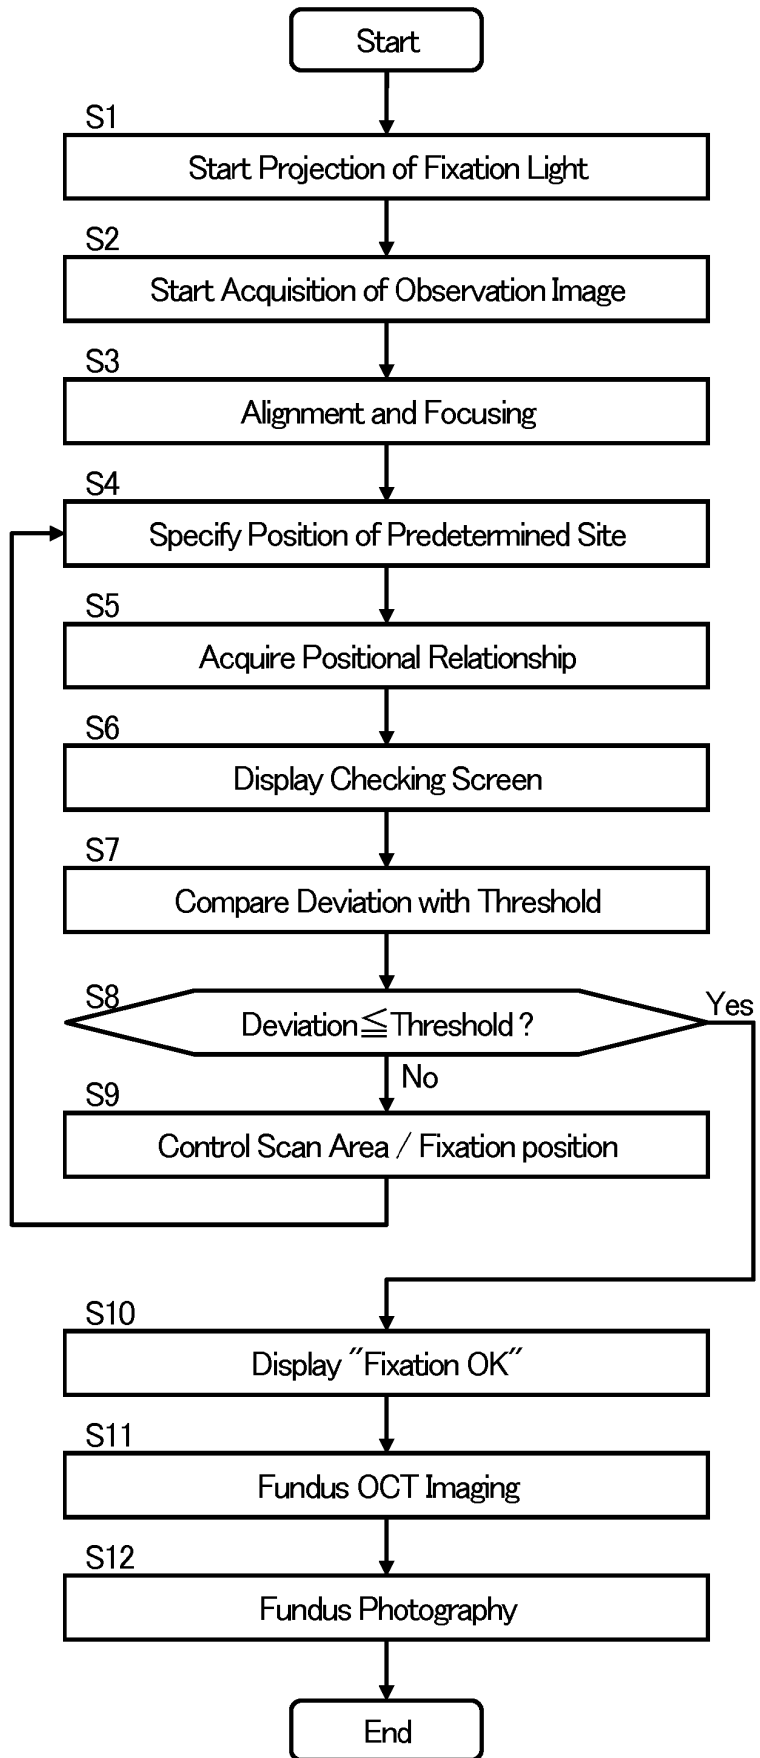 Start
S1
Start Projection of Fixation Light
S2
Start Acquisition of Observation Image
S3
Alignment and Focusing
S4
Specify Position of Predetermined Site
S5
Acquire Positional Relationship
S6
Display Checking Screen
S7
Compare Deviation with Threshold
S8
Deviation≦Threshold ?
Yes
No
S9
Control Scan Area / Fixation position
S10
Display "Fixation OK"
S11
Fundus OCT Imaging
S12
Fundus Photography
End